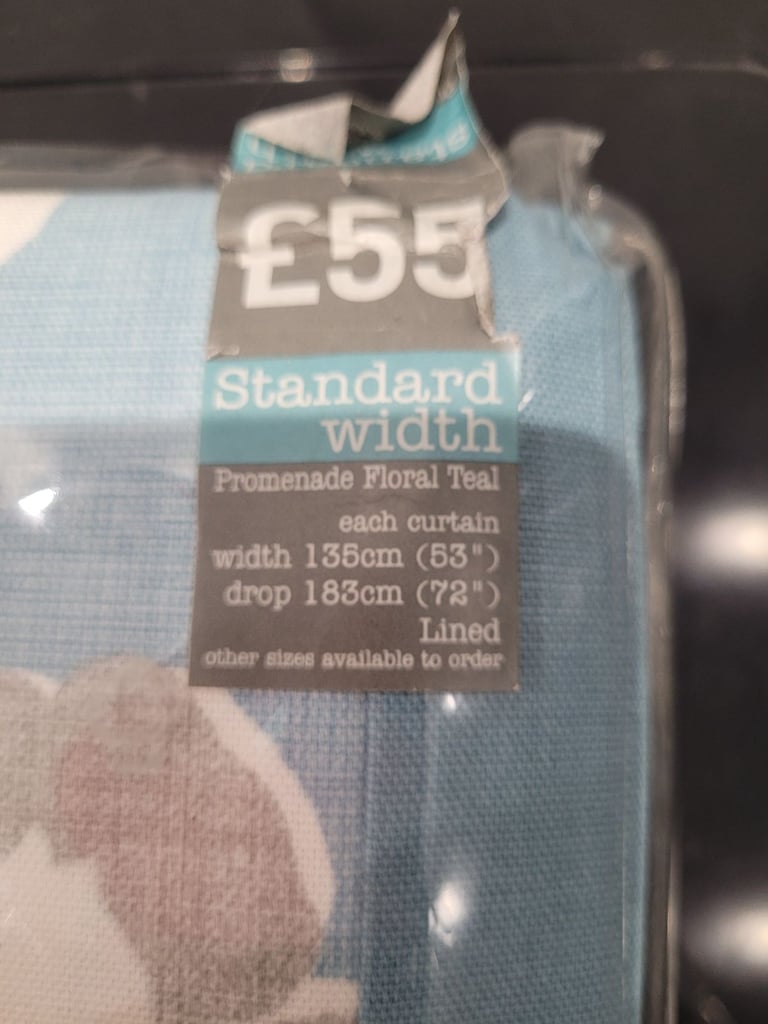 £55
Standard
width
Promenade Floral Teal
each curtain
width 135cm (53")
drop 183cm (72")
Lined
other sizes available to order